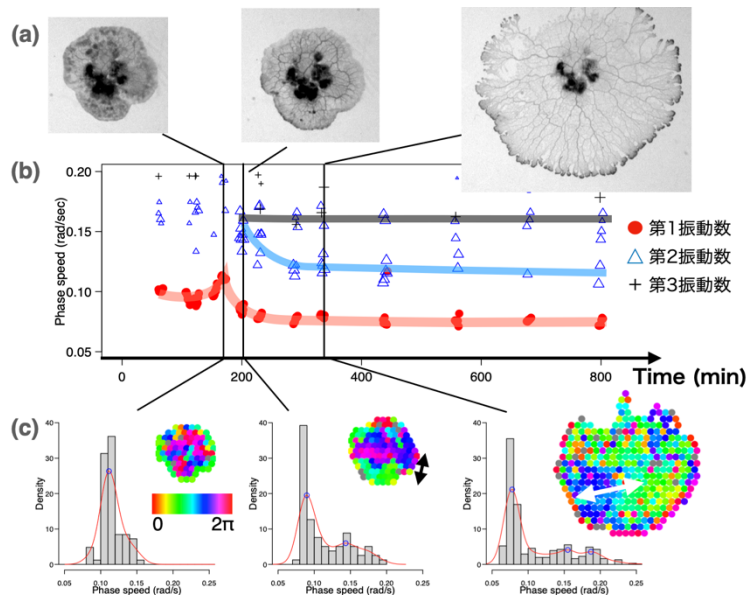 (a)
(b)
Phase speed (rad/sec)
0.20
0.15
0.10
0.05
第1振動数
第2振動数
第3振動数
0
200
400
600
800
Time (min)
(c)
Density
40
30
20
10
0
0.05
0.10
0.15
0.20
0.25
Phase speed (rad/s)
0
2π
Density
40
30
20
10
0
0.05
0.10
0.15
0.20
0.25
Phase speed (rad/s)
Density
40
30
20
10
0
0.05
0.10
0.15
0.20
0.25
Phase speed (rad/s)